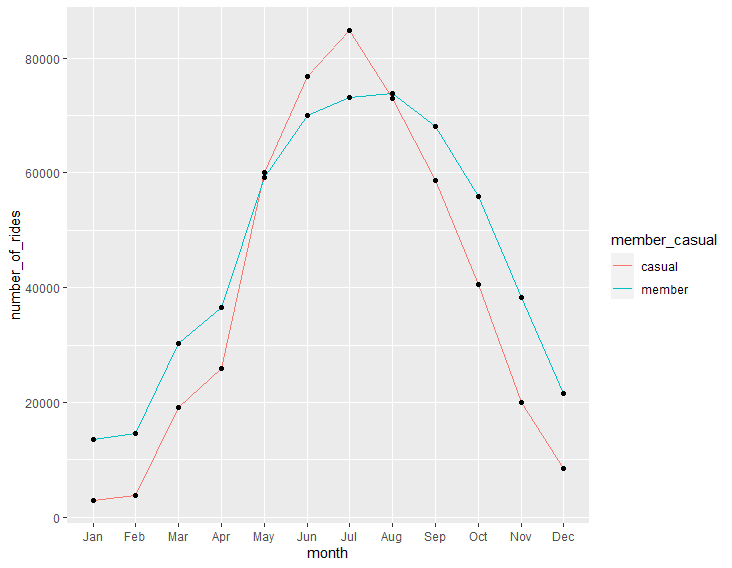 number_of_rides
80000
60000
40000
20000
0
Jan Feb Mar Apr May Jun Jul Aug Sep Oct Nov Dec
month
member_casual
casual
member